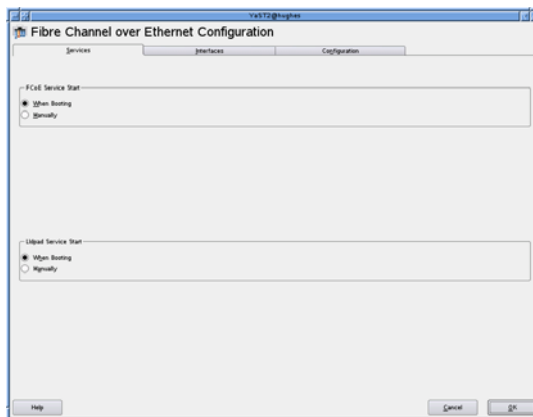 YaST2@hughes
Fibre Channel over Ethernet Configuration
Services Interfaces Configuration
FCoE Service Start
When Booting
Manually
Lldpad Service Start
When Booting
Manually
Help Cancel OK